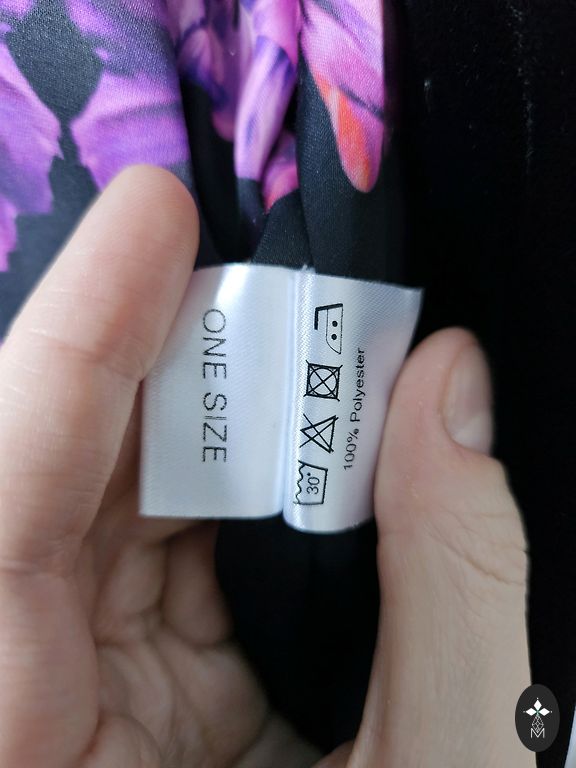 ONE SIZE
30°
100% Polyester
M